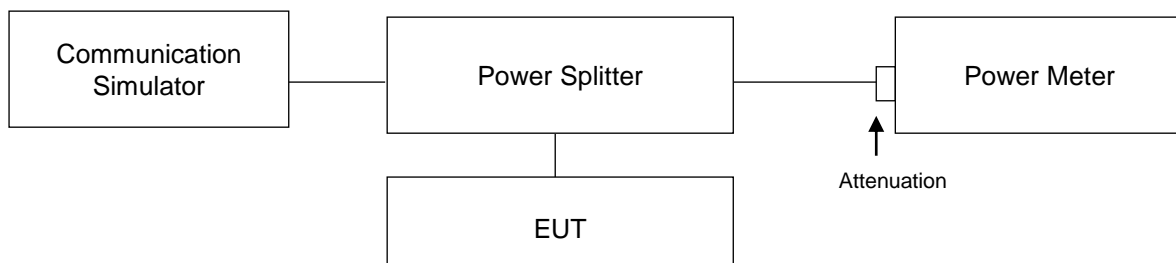 Communication
Simulator
Power Splitter
Power Meter
Attenuation
EUT